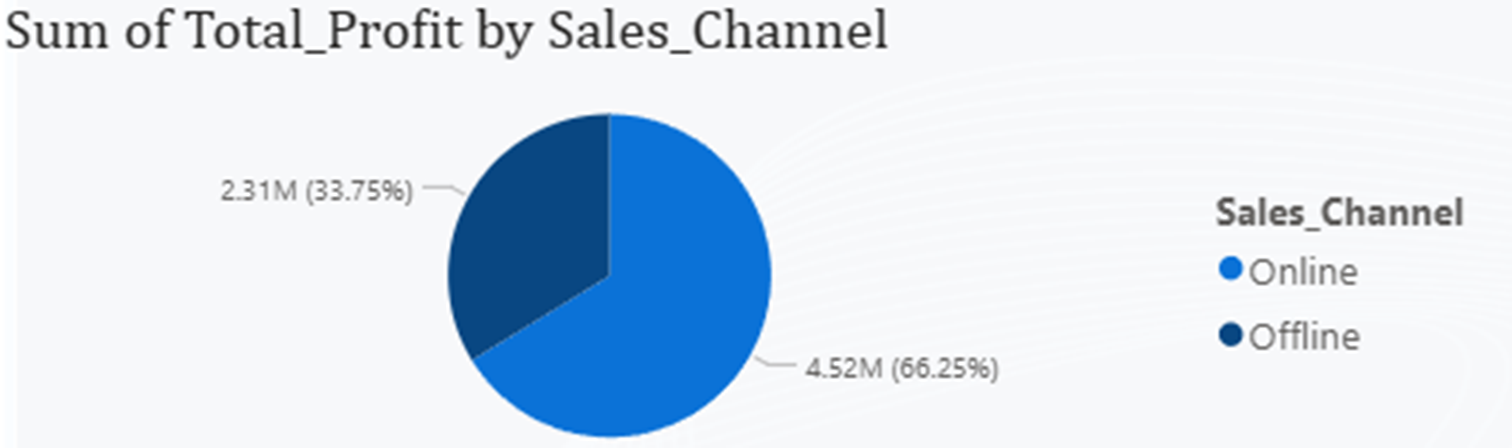 Sum of Total_Profit by Sales_Channel
2.31M (33.75%)
4.52M (66.25%)
Sales_Channel
Online
Offline